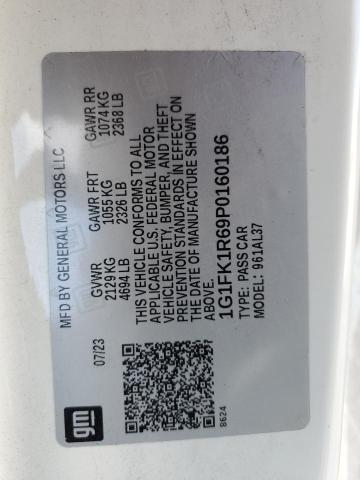 MFD BY GENERAL MOTORS LLC
07/23
GVWR
2129 KG
4694 LB
GAWR FRT
1055 KG
2326 LB
GAWR RR
1074 KG
2368 LB
THIS VEHICLE CONFORMS TO ALL
APPLICABLE U.S. FEDERAL MOTOR
VEHICLE SAFETY, BUMPER, AND THEFT
PREVENTION STANDARDS IN EFFECT ON
THE DATE OF MANUFACTURE SHOWN
ABOVE.
1G1FK1R69P0160186
TYPE: PASS CAR
MODEL: 961AL37
gm
8624